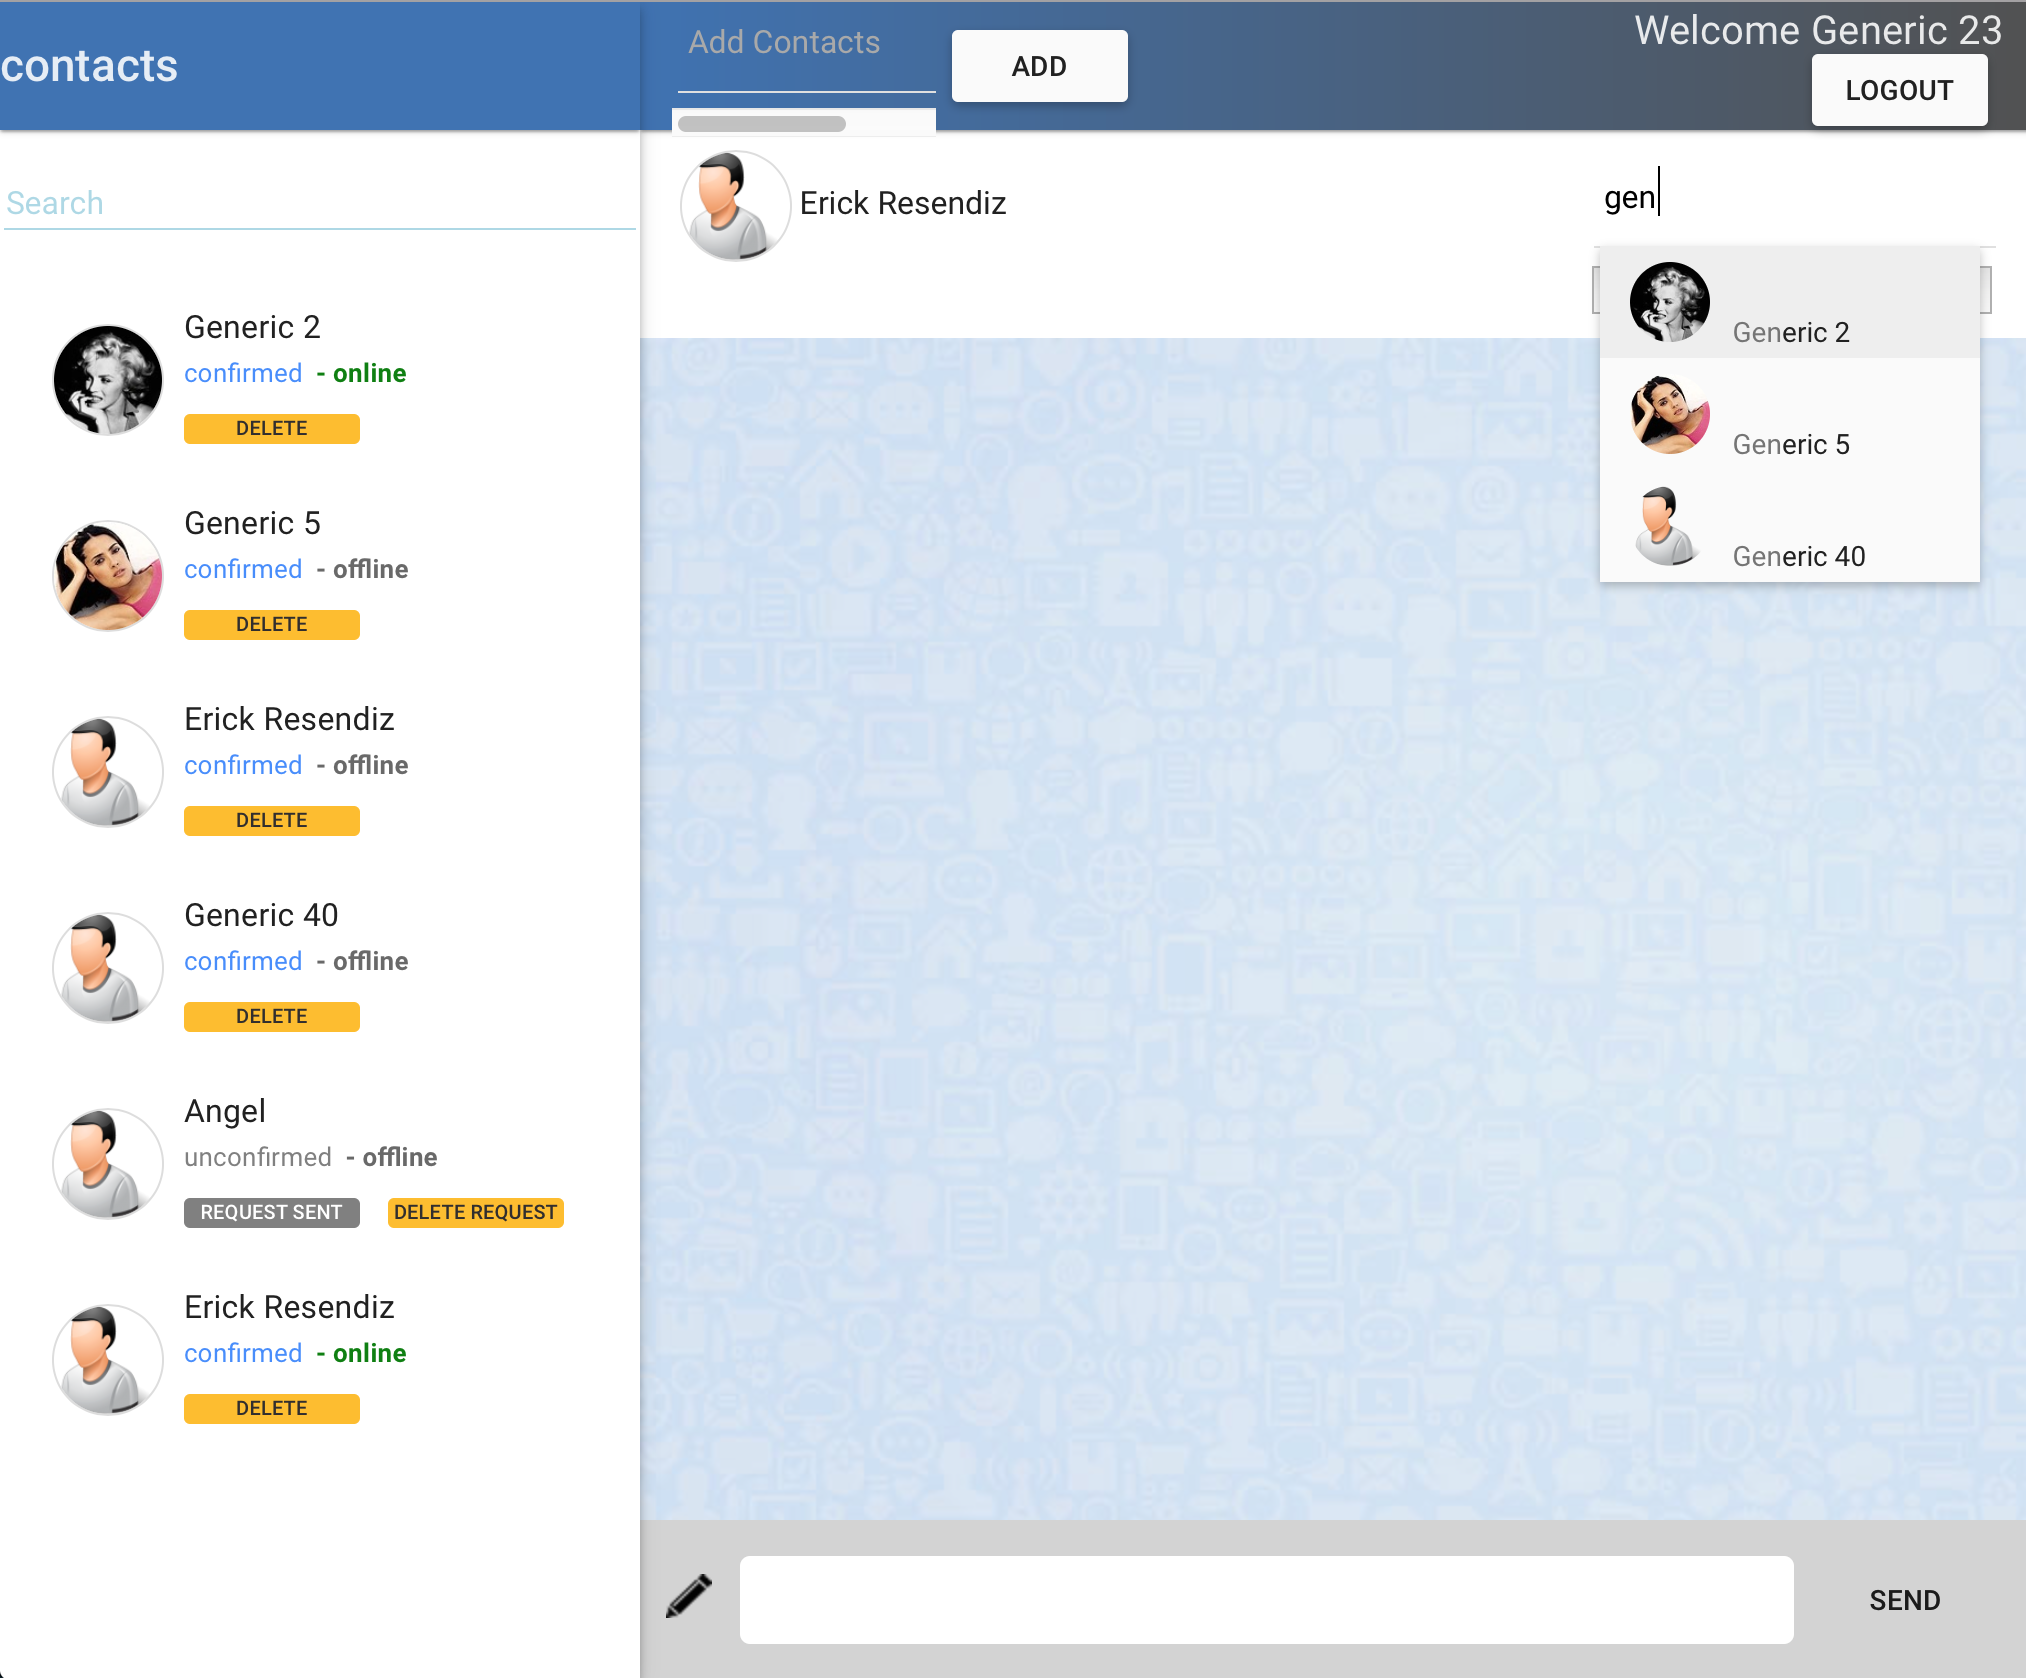 contacts
Add Contacts
ADD
Welcome Generic 23
LOGOUT
Search
Generic 2
confirmed - online
DELETE
Generic 5
confirmed - offline
DELETE
Erick Resendiz
confirmed - offline
DELETE
Generic 40
confirmed - offline
DELETE
Angel
unconfirmed - offline
REQUEST SENT DELETE REQUEST
Erick Resendiz
confirmed - online
DELETE
Erick Resendiz
gen
Generic 2
Generic 5
Generic 40
SEND